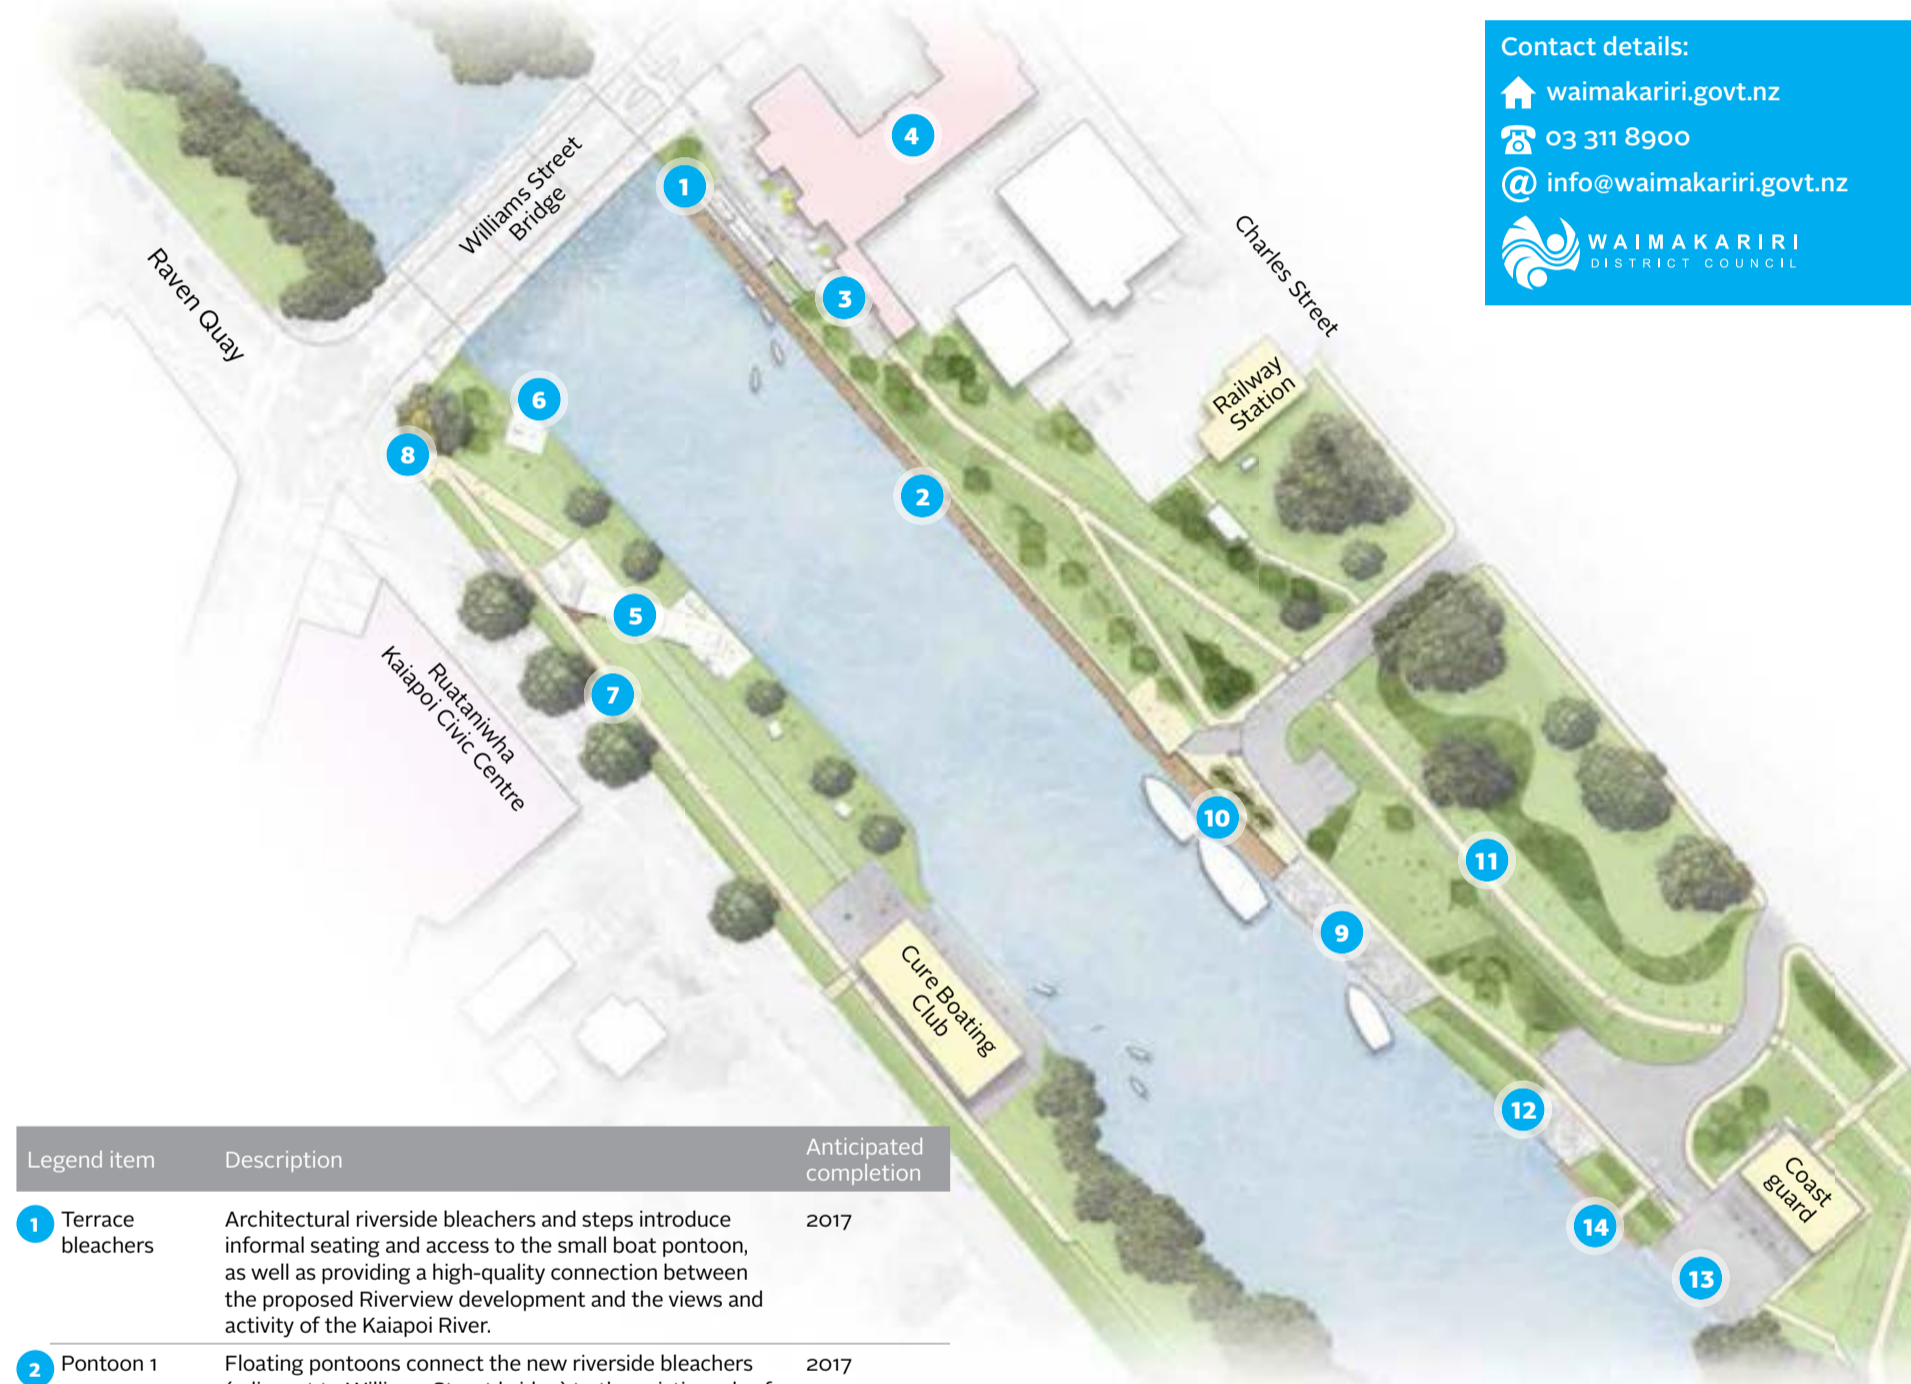 Contact details:
waimakariri.govt.nz
03 311 8900
@ info@waimakariri.govt.nz
WAIMAKARIRI
DISTRICT COUNCIL
Williams Street
Bridge
Raven Quay
Charles Street
Railway
Station
Ruataniwha
Kaiapoi Civic Centre
Cure Boating
Club
Coast
guard
1
2
3
4
5
6
7
8
9
10
11
12
13
14
Legend item Description Anticipated
completion
1 Terrace
bleachers
Architectural riverside bleachers and steps introduce
informal seating and access to the small boat pontoon,
as well as providing a high-quality connection between
the proposed Riverview development and the views and
activity of the Kaiapoi River.
2017
2 Pontoon 1
Floating pontoons connect the new riverside bleachers
2017